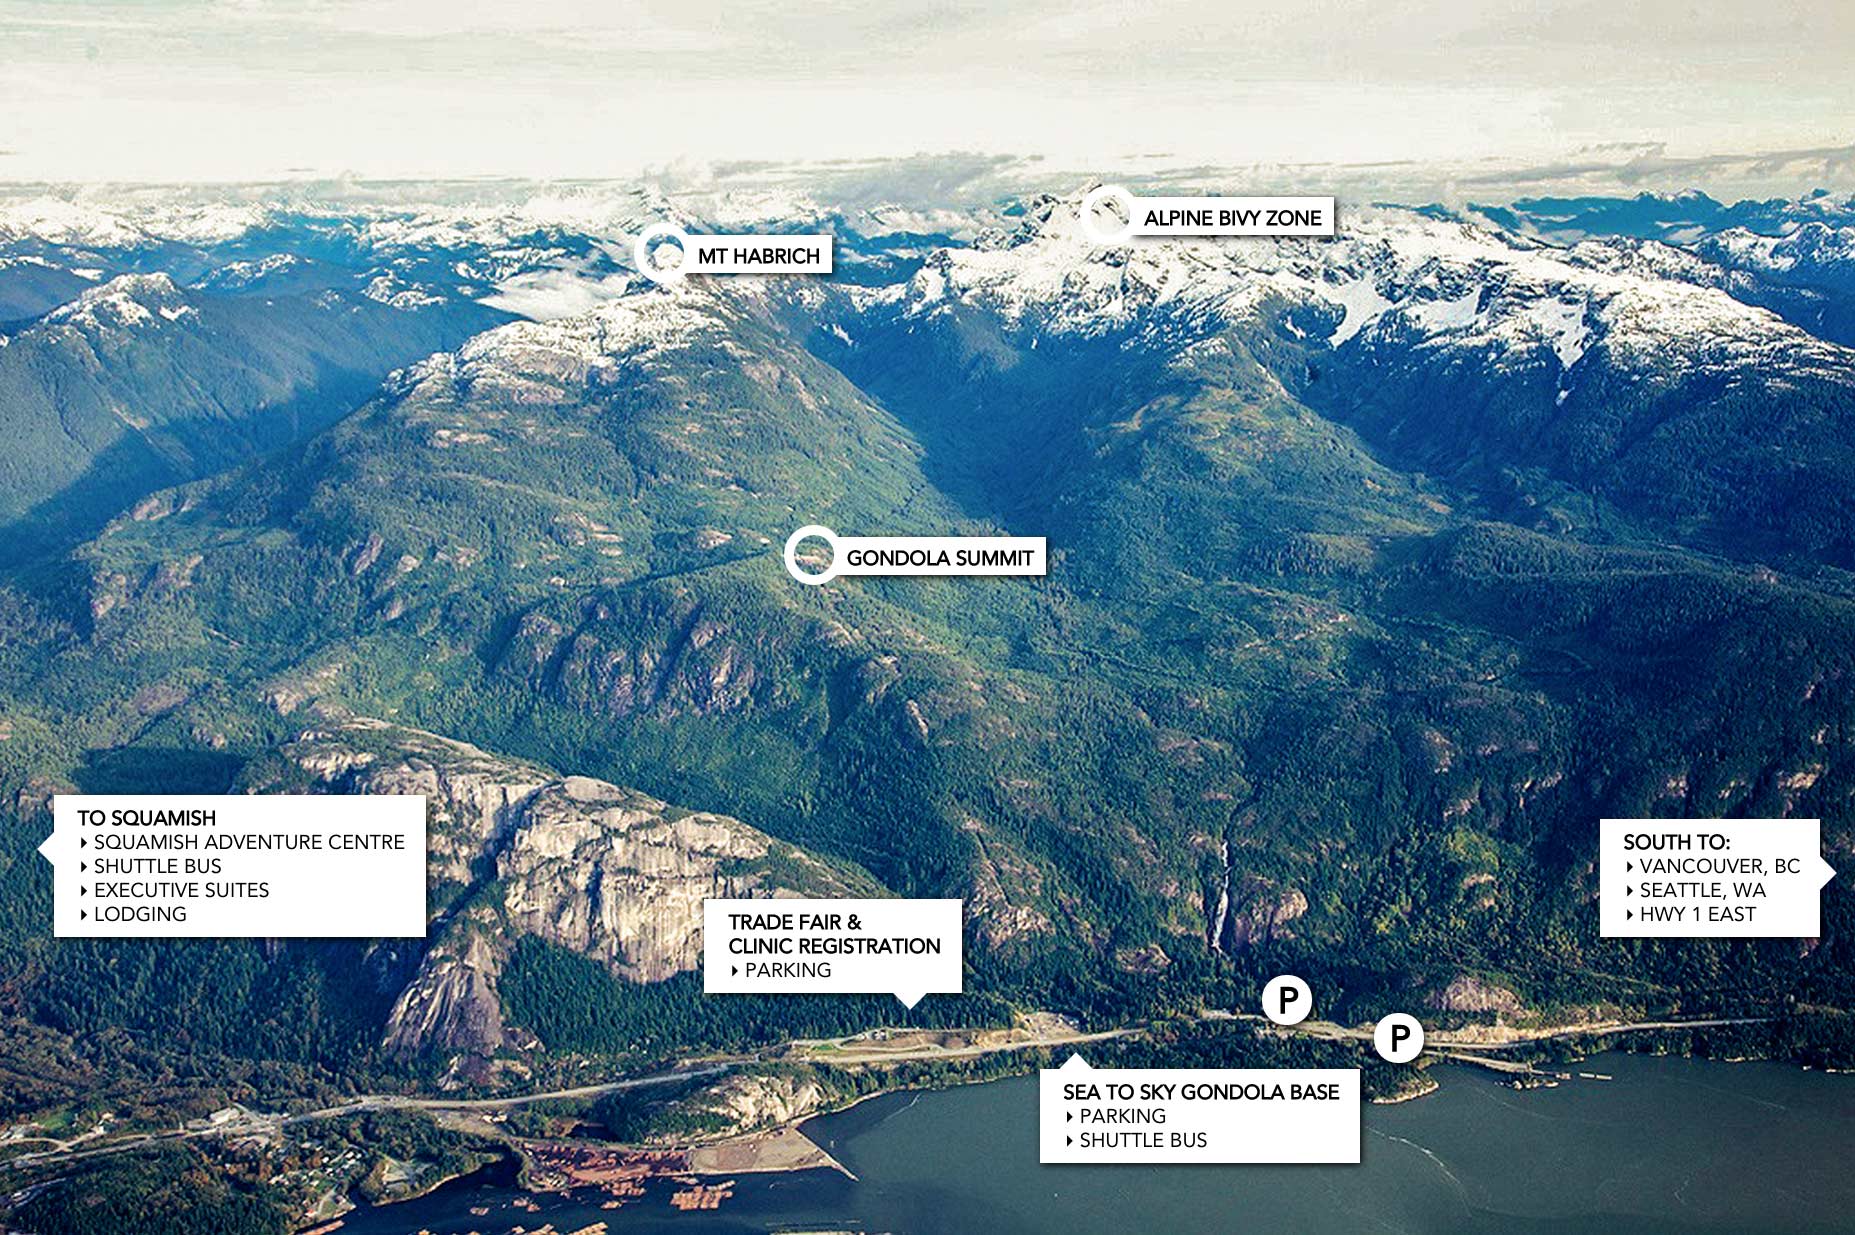 ALPINE BIVY ZONE
MT HABRICH
GONDOLA SUMMIT
TO SQUAMISH
SQUAMISH ADVENTURE CENTRE
SHUTTLE BUS
EXECUTIVE SUITES
LODGING
TRADE FAIR &
CLINIC REGISTRATION
PARKING
SOUTH TO:
VANCOUVER, BC
SEATTLE, WA
HWY 1 EAST
P
P
SEA TO SKY GONDOLA BASE
PARKING
SHUTTLE BUS